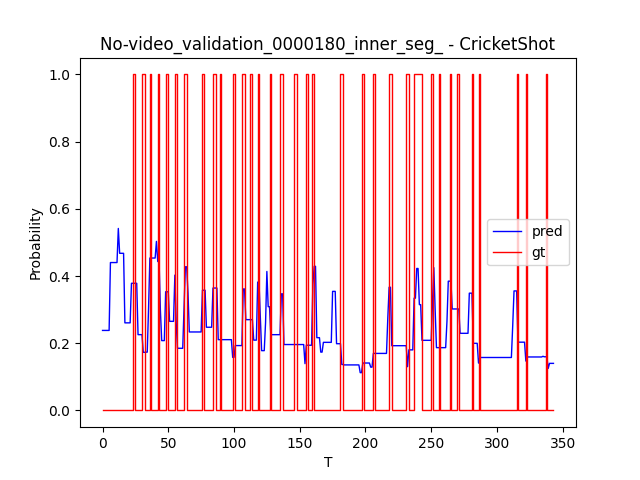 No-video_validation_0000180_inner_seg_ - CricketShot
1.0
0.8
0.6
0.4
0.2
0.0
Probability
pred
gt
0 50 100 150 200 250 300 350
T